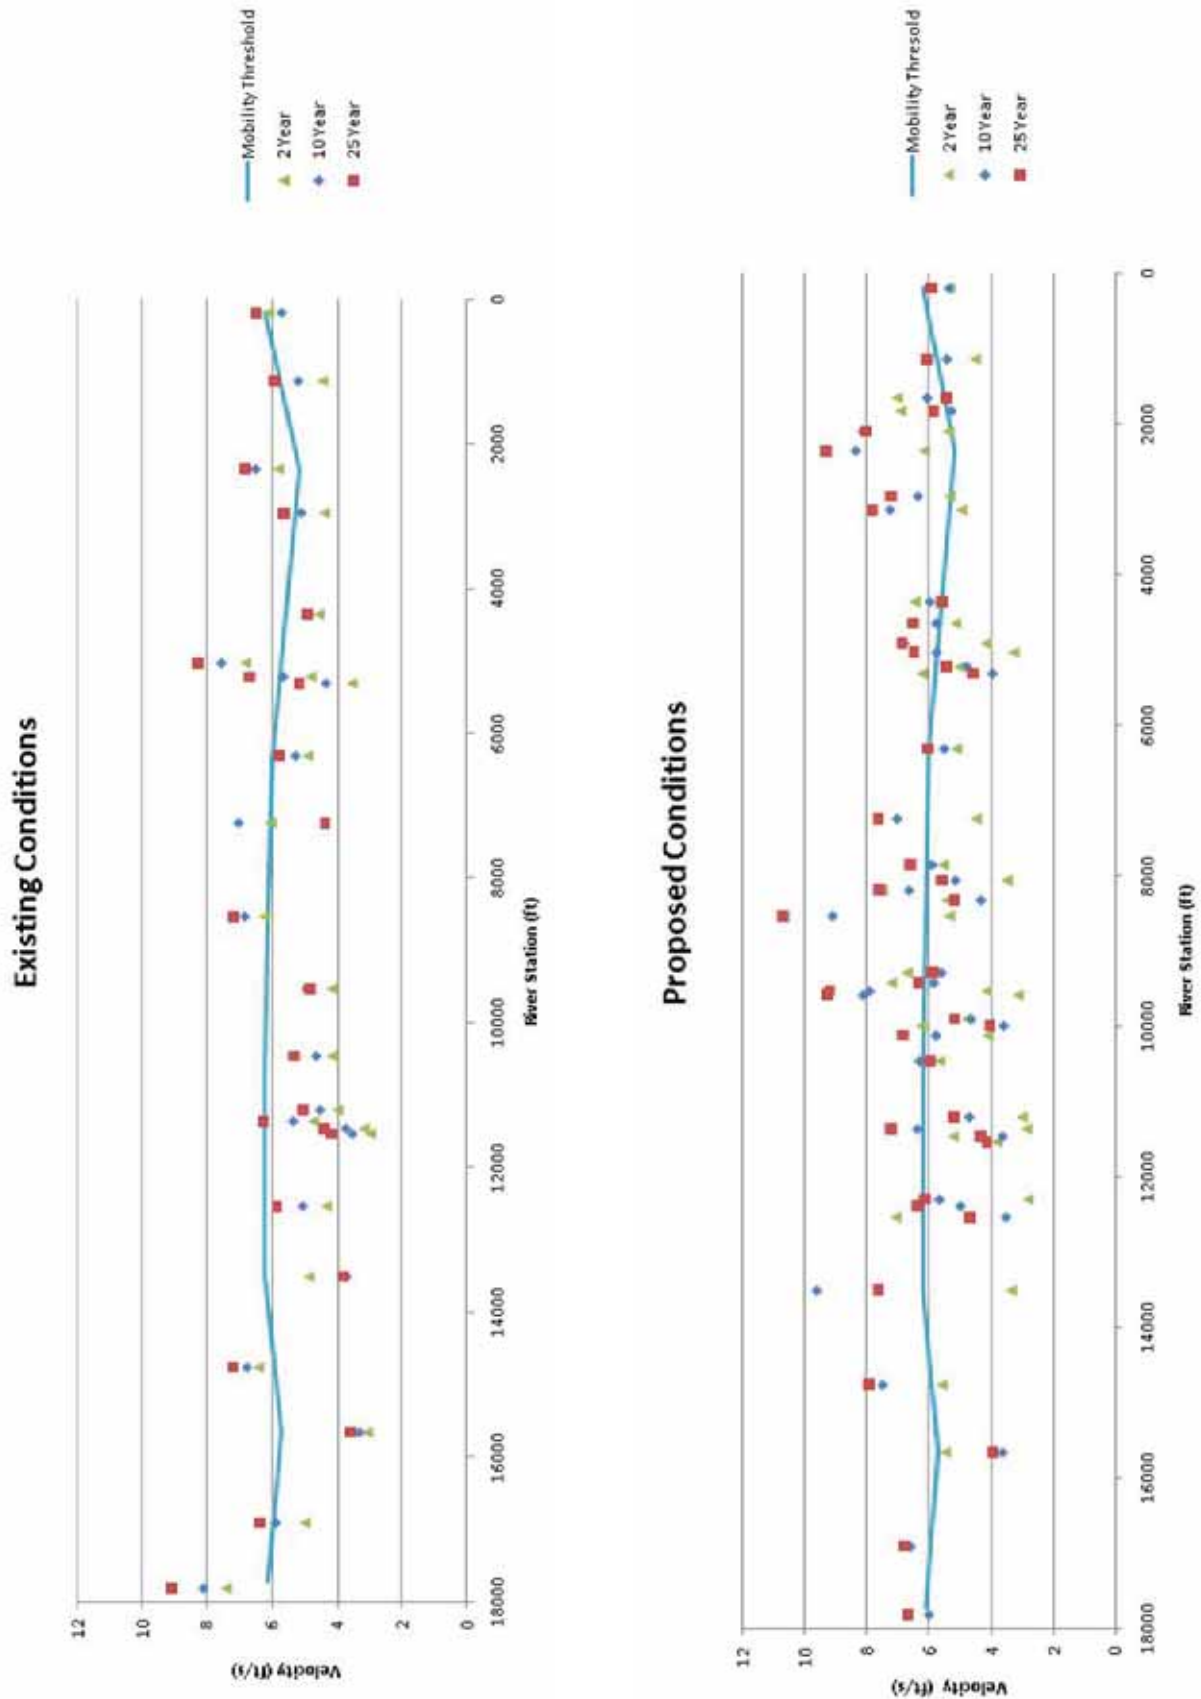 Existing Conditions
Velocity (ft/s)
12
10
8
6
4
2
0
18000
16000
14000
12000
10000
8000
6000
4000
2000
0
River Station (ft)
Mobility Threshold
2 Year
10 Year
25 Year
Proposed Conditions
Velocity (ft/s)
12
10
8
6
4
2
0
18000
16000
14000
12000
10000
8000
6000
4000
2000
0
River Station (ft)
Mobility Thresold
2 Year
10 Year
25 Year